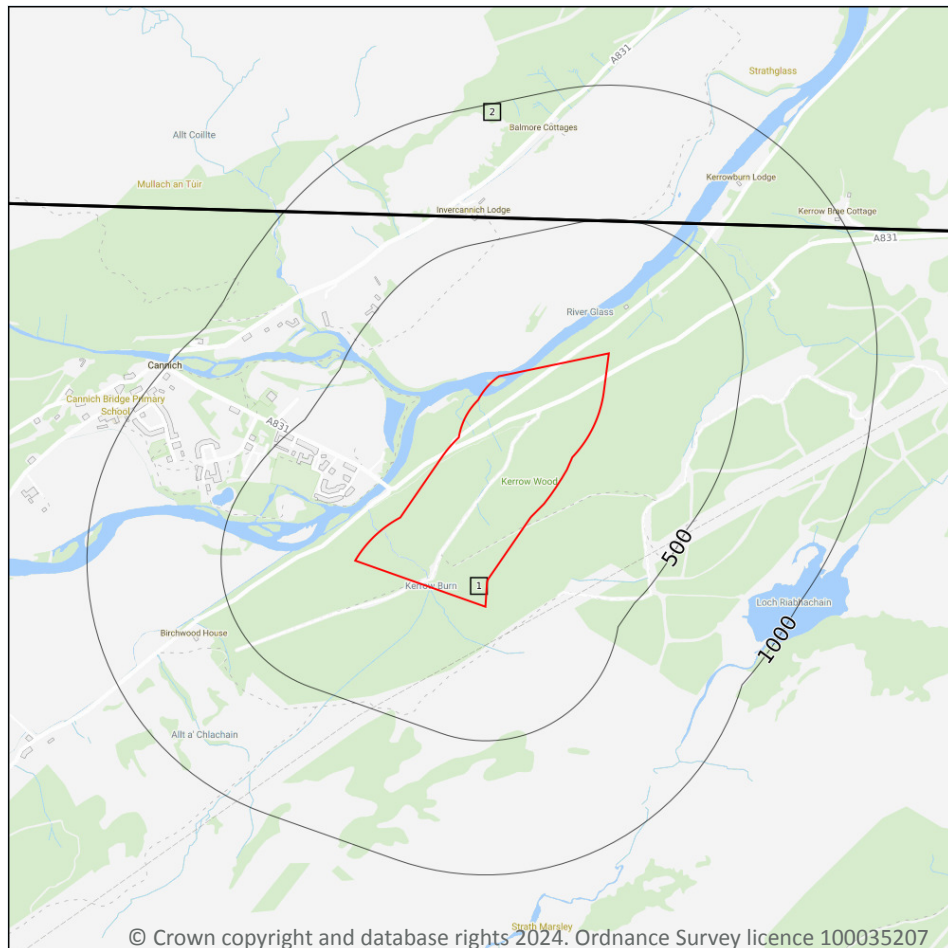 A831
Strathglass
2
Allt Coillte
Balmore Cottages
Mullach an Tuir
Kerrowburn Lodge
Invercannich Lodge
Kerrow Brae Cottage
A831
River Glass
Cannich
Cannich Bridge Primary
School
A831
Kerrow Wood
500
1
Kerrow Burn
Loch Riabhachain
1000
Birchwood House
Allt a' Chlachain
Strath Marsley
© Crown copyright and database rights 2024. Ordnance Survey licence 100035207